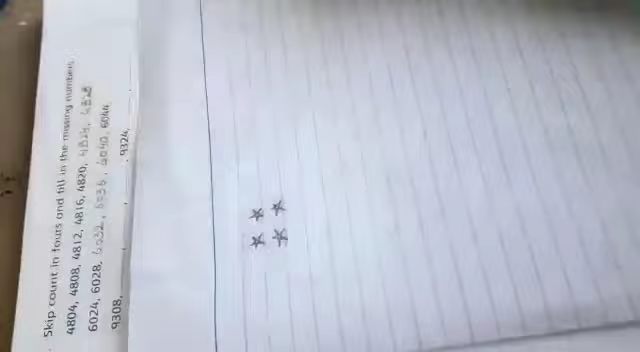 Skip count in fours and fill in the missing numbers.
4804, 4808, 4812, 4816, 4820, 4824, 4828
6024, 6028, 6032, 6036, 6040, 6044
9308, , , , 9324,